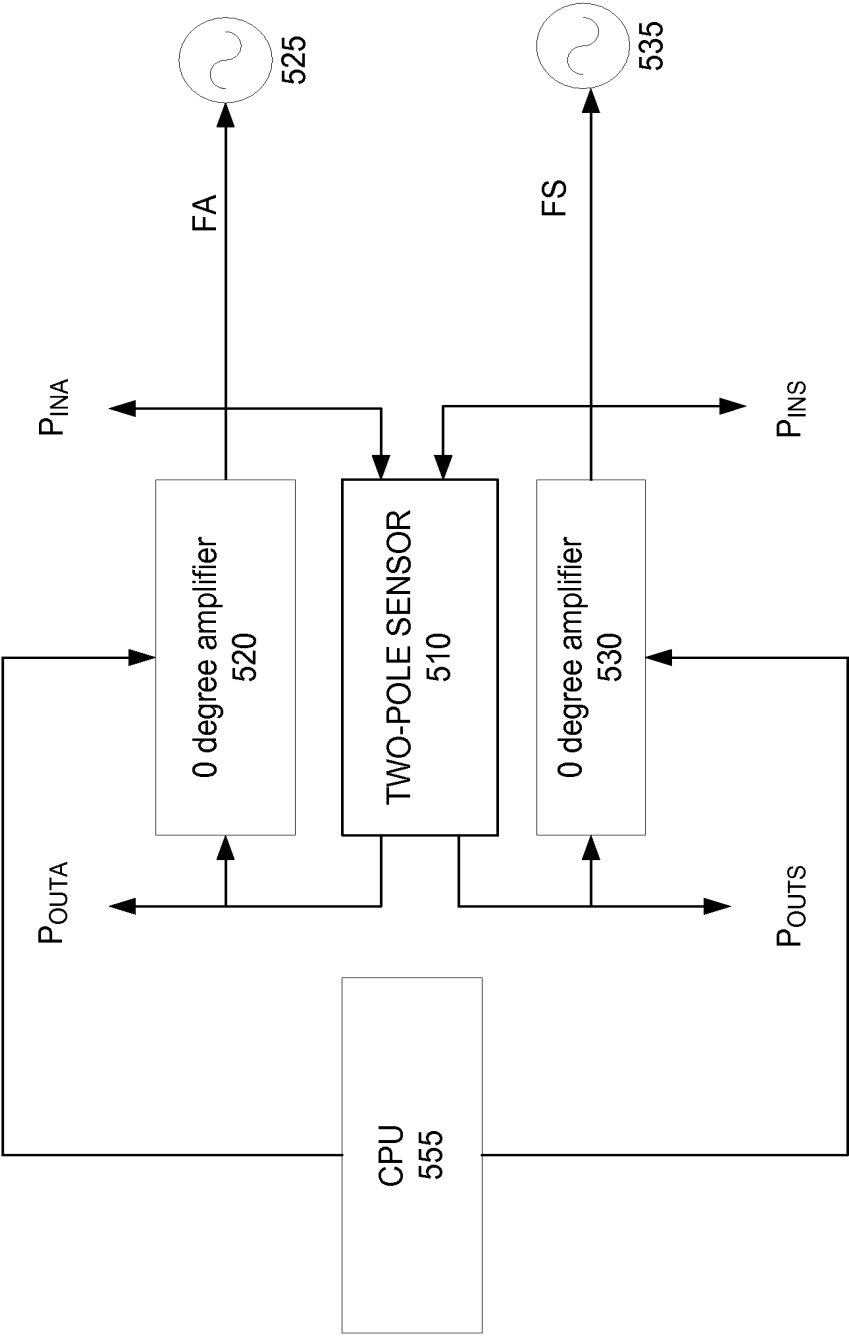 525
535
FA
FS
PINA
PINS
0 degree amplifier
520
TWO-POLE SENSOR
510
0 degree amplifier
530
POUTA
POUTS
CPU
555